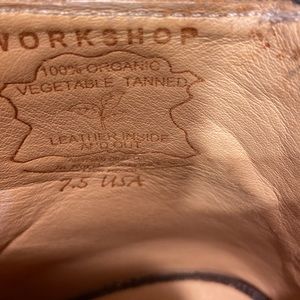 WORKSHOP
100% ORGANIC
VEGETABLE TANNED
LEATHER INSIDE
AND OUT
7.5 USA